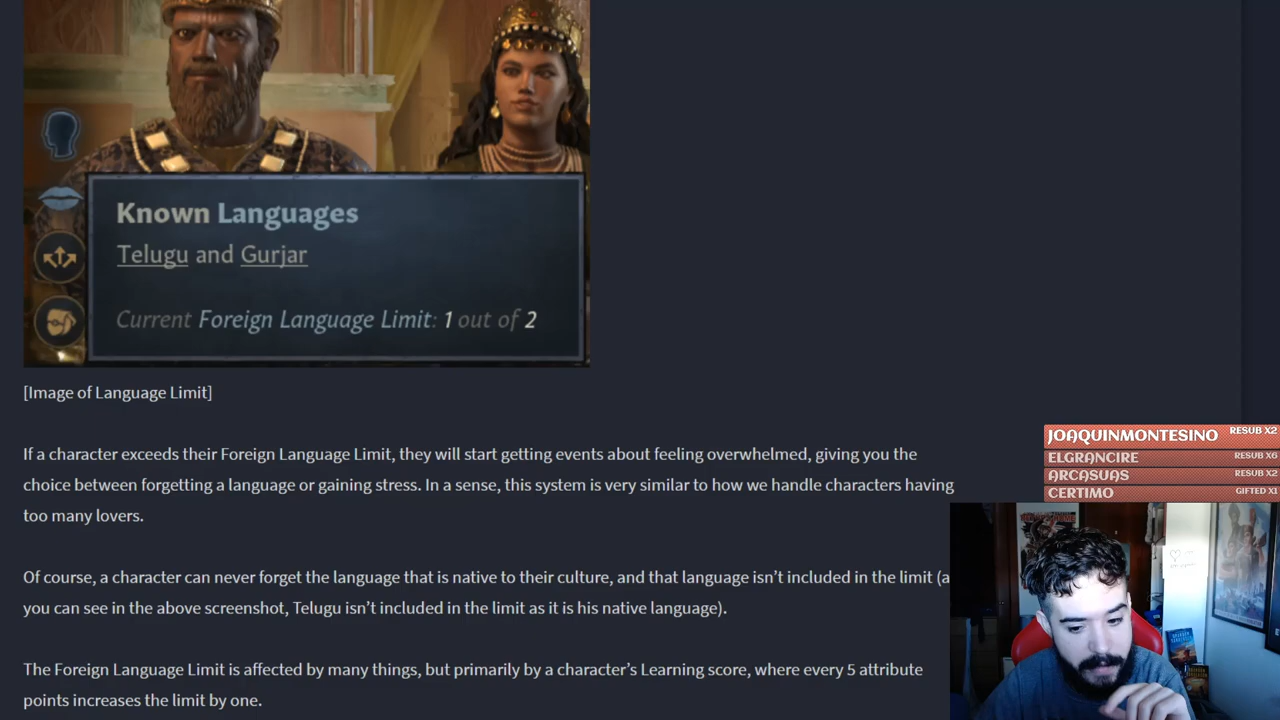 Known Languages
Telugu and Gurjar
Current Foreign Language Limit: 1 out of 2
[Image of Language Limit]
If a character exceeds their Foreign Language Limit, they will start getting events about feeling overwhelmed, giving you the
choice between forgetting a language or gaining stress. In a sense, this system is very similar to how we handle characters having
too many lovers.
Of course, a character can never forget the language that is native to their culture, and that language isn't included in the limit (a
you can see in the above screenshot, Telugu isn't included in the limit as it is his native language).
The Foreign Language Limit is affected by many things, but primarily by a character's Learning score, where every 5 attribute
points increases the limit by one.
JOAQUINMONTESINO RESUB X2
ELGRANCIRE RESUB X6
ARCASUAS RESUB X2
CERTIMO GIFTED X1